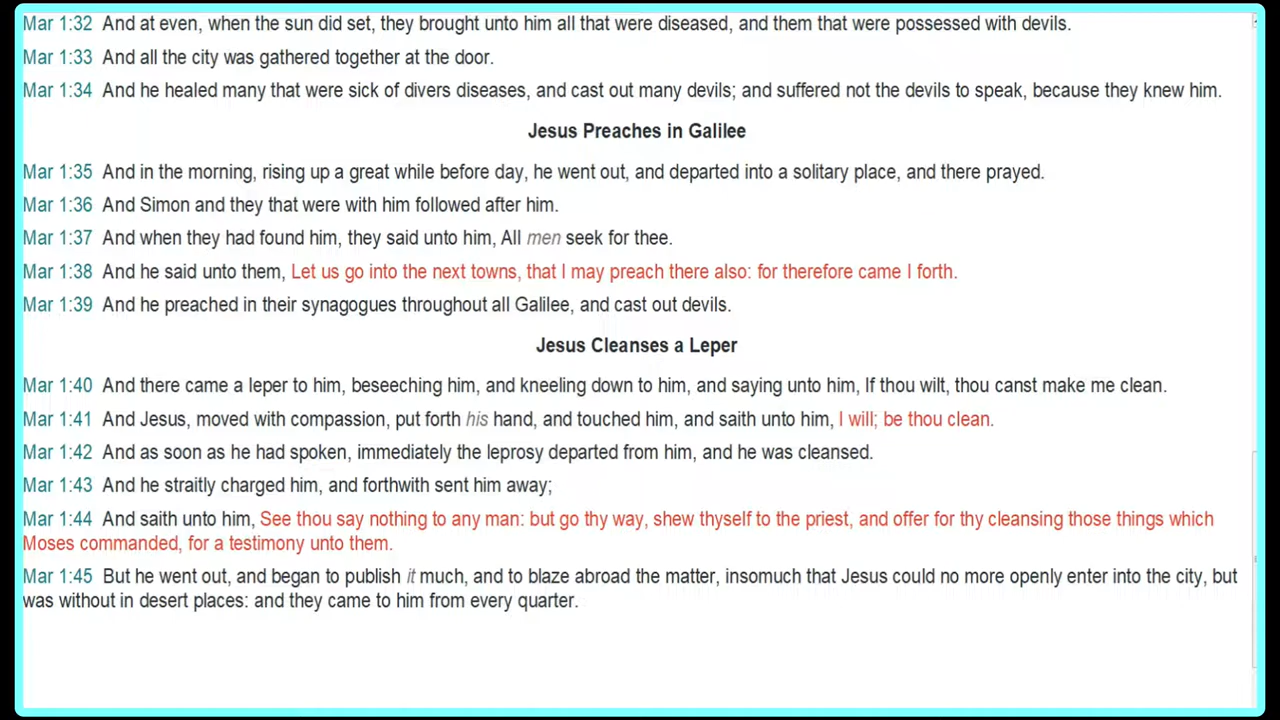 Mar 1:32 And at even, when the sun did set, they brought unto him all that were diseased, and them that were possessed with devils.
Mar 1:33 And all the city was gathered together at the door.
Mar 1:34 And he healed many that were sick of divers diseases, and cast out many devils; and suffered not the devils to speak, because they knew him.
Jesus Preaches in Galilee
Mar 1:35 And in the morning, rising up a great while before day, he went out, and departed into a solitary place, and there prayed.
Mar 1:36 And Simon and they that were with him followed after him.
Mar 1:37 And when they had found him, they said unto him, All men seek for thee.
Mar 1:38 And he said unto them, Let us go into the next towns, that I may preach there also: for therefore came I forth.
Mar 1:39 And he preached in their synagogues throughout all Galilee, and cast out devils.
Jesus Cleanses a Leper
Mar 1:40 And there came a leper to him, beseeching him, and kneeling down to him, and saying unto him, If thou wilt, thou canst make me clean.
Mar 1:41 And Jesus, moved with compassion, put forth his hand, and touched him, and saith unto him, I will; be thou clean.
Mar 1:42 And as soon as he had spoken, immediately the leprosy departed from him, and he was cleansed.
Mar 1:43 And he straitly charged him, and forthwith sent him away;
Mar 1:44 And saith unto him, See thou say nothing to any man: but go thy way, shew thyself to the priest, and offer for thy cleansing those things which
Moses commanded, for a testimony unto them.
Mar 1:45 But he went out, and began to publish it much, and to blaze abroad the matter, insomuch that Jesus could no more openly enter into the city, but
was without in desert places: and they came to him from every quarter.